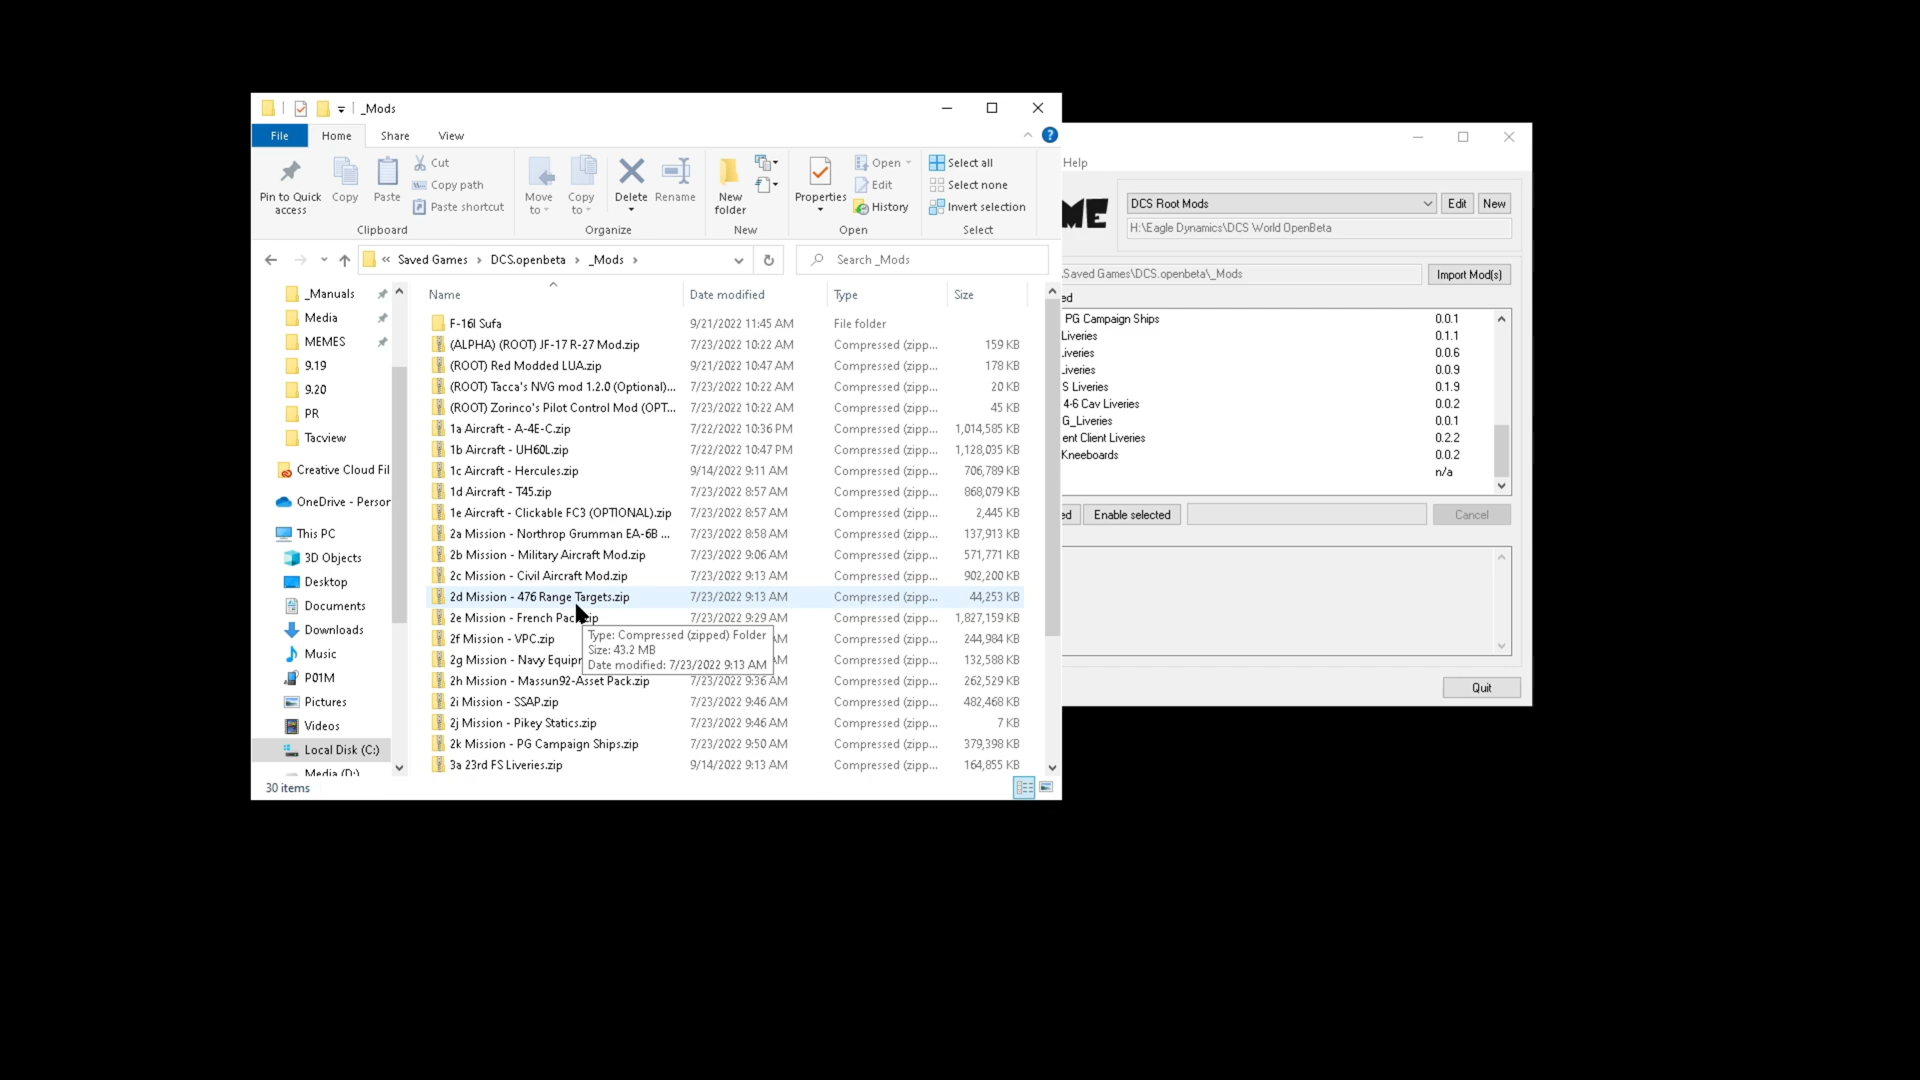 _Mods
File Home Share View
Pin to Quick access
Copy
Paste
Cut
Copy path
Paste shortcut
Clipboard
Move to
Copy to
Delete
Rename
Organize
New folder
New
Properties
Open
Edit
History
Open
Select all
Select none
Invert selection
Select
« Saved Games > DCS.openbeta > _Mods >
Search _Mods
_Manuals
Media
MEMES
9.19
9.20
PR
Tacview
Creative Cloud Fil
OneDrive - Person
This PC
3D Objects
Desktop
Documents
Downloads
Music
P01M
Pictures
Videos
Local Disk (C:)
Media (D:)
Name Date modified Type Size
F-16I Sufa 9/21/2022 11:45 AM File folder
(ALPHA) (ROOT) JF-17 R-27 Mod.zip 7/23/2022 10:22 AM Compressed (zipp... 159 KB
(ROOT) Red Modded LUA.zip 9/21/2022 10:47 AM Compressed (zipp... 178 KB
(ROOT) Tacca's NVG mod 1.2.0 (Optional)... 7/23/2022 10:22 AM Compressed (zipp... 20 KB
(ROOT) Zorinco's Pilot Control Mod (OPT... 7/23/2022 10:22 AM Compressed (zipp... 45 KB
1a Aircraft - A-4E-C.zip 7/22/2022 10:36 PM Compressed (zipp... 1,014,585 KB
1b Aircraft - UH60L.zip 7/22/2022 10:47 PM Compressed (zipp... 1,128,035 KB
1c Aircraft - Hercules.zip 9/14/2022 9:11 AM Compressed (zipp... 706,789 KB
1d Aircraft - T45.zip 7/23/2022 8:57 AM Compressed (zipp... 868,079 KB
1e Aircraft - Clickable FC3 (OPTIONAL).zip 7/23/2022 8:57 AM Compressed (zipp... 2,445 KB
2a Mission - Northrop Grumman EA-6B ... 7/23/2022 8:58 AM Compressed (zipp... 137,913 KB
2b Mission - Military Aircraft Mod.zip 7/23/2022 9:06 AM Compressed (zipp... 571,771 KB
2c Mission - Civil Aircraft Mod.zip 7/23/2022 9:13 AM Compressed (zipp... 902,200 KB
2d Mission - 476 Range Targets.zip 7/23/2022 9:13 AM Compressed (zipp... 44,253 KB
2e Mission - French Pac ip 7/23/2022 9:29 AM Compressed (zipp... 1,827,159 KB
2f Mission - VPC.zip AM Compressed (zipp... 244,984 KB
2g Mission - Navy Equipr AM Compressed (zipp... 132,588 KB
2h Mission - Massun92-Asset Pack.zip 7/23/2022 9:36 AM Compressed (zipp... 262,529 KB
2i Mission - SSAP.zip 7/23/2022 9:46 AM Compressed (zipp... 482,468 KB
2j Mission - Pikey Statics.zip 7/23/2022 9:46 AM Compressed (zipp... 7 KB
2k Mission - PG Campaign Ships.zip 7/23/2022 9:50 AM Compressed (zipp... 379,398 KB
3a 23rd FS Liveries.zip 9/14/2022 9:13 AM Compressed (zipp... 164,855 KB
Type: Compressed (zipped) Folder
Size: 43.2 MB
Date modified: 7/23/2022 9:13 AM
30 items
Help
ME
DCS Root Mods
Edit
New
H:\Eagle Dynamics\DCS World OpenBeta
Saved Games\DCS.openbeta\_Mods
Import Mod(s)
ed
PG Campaign Ships 0.0.1
Liveries 0.1.1
iveries 0.0.6
Liveries 0.0.9
S Liveries 0.1.9
4-6 Cav Liveries 0.0.2
G_Liveries 0.0.1
ent Client Liveries 0.2.2
Kneeboards 0.0.2
n/a
ed
Enable selected
Cancel
Quit